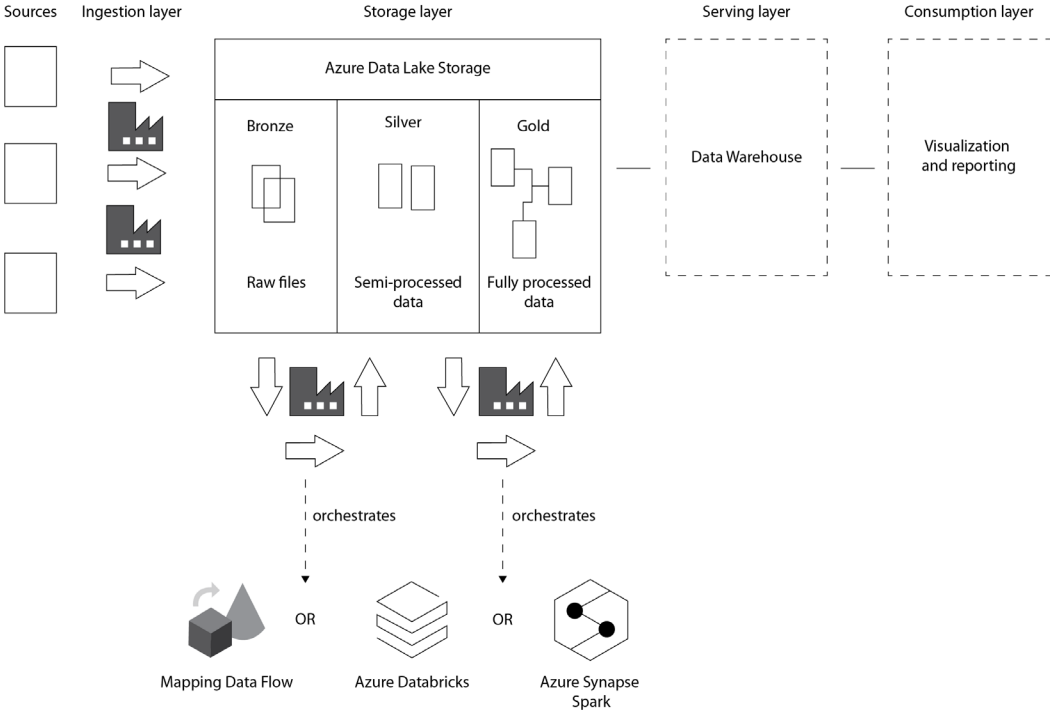 Sources
Ingestion layer
Storage layer
Serving layer
Consumption layer
Azure Data Lake Storage
Bronze
Silver
Gold
Data Warehouse
Visualization
and reporting
Raw files
Semi-processed
data
Fully processed
data
orchestrates
orchestrates
OR
OR
Mapping Data Flow
Azure Databricks
Azure Synapse
Spark